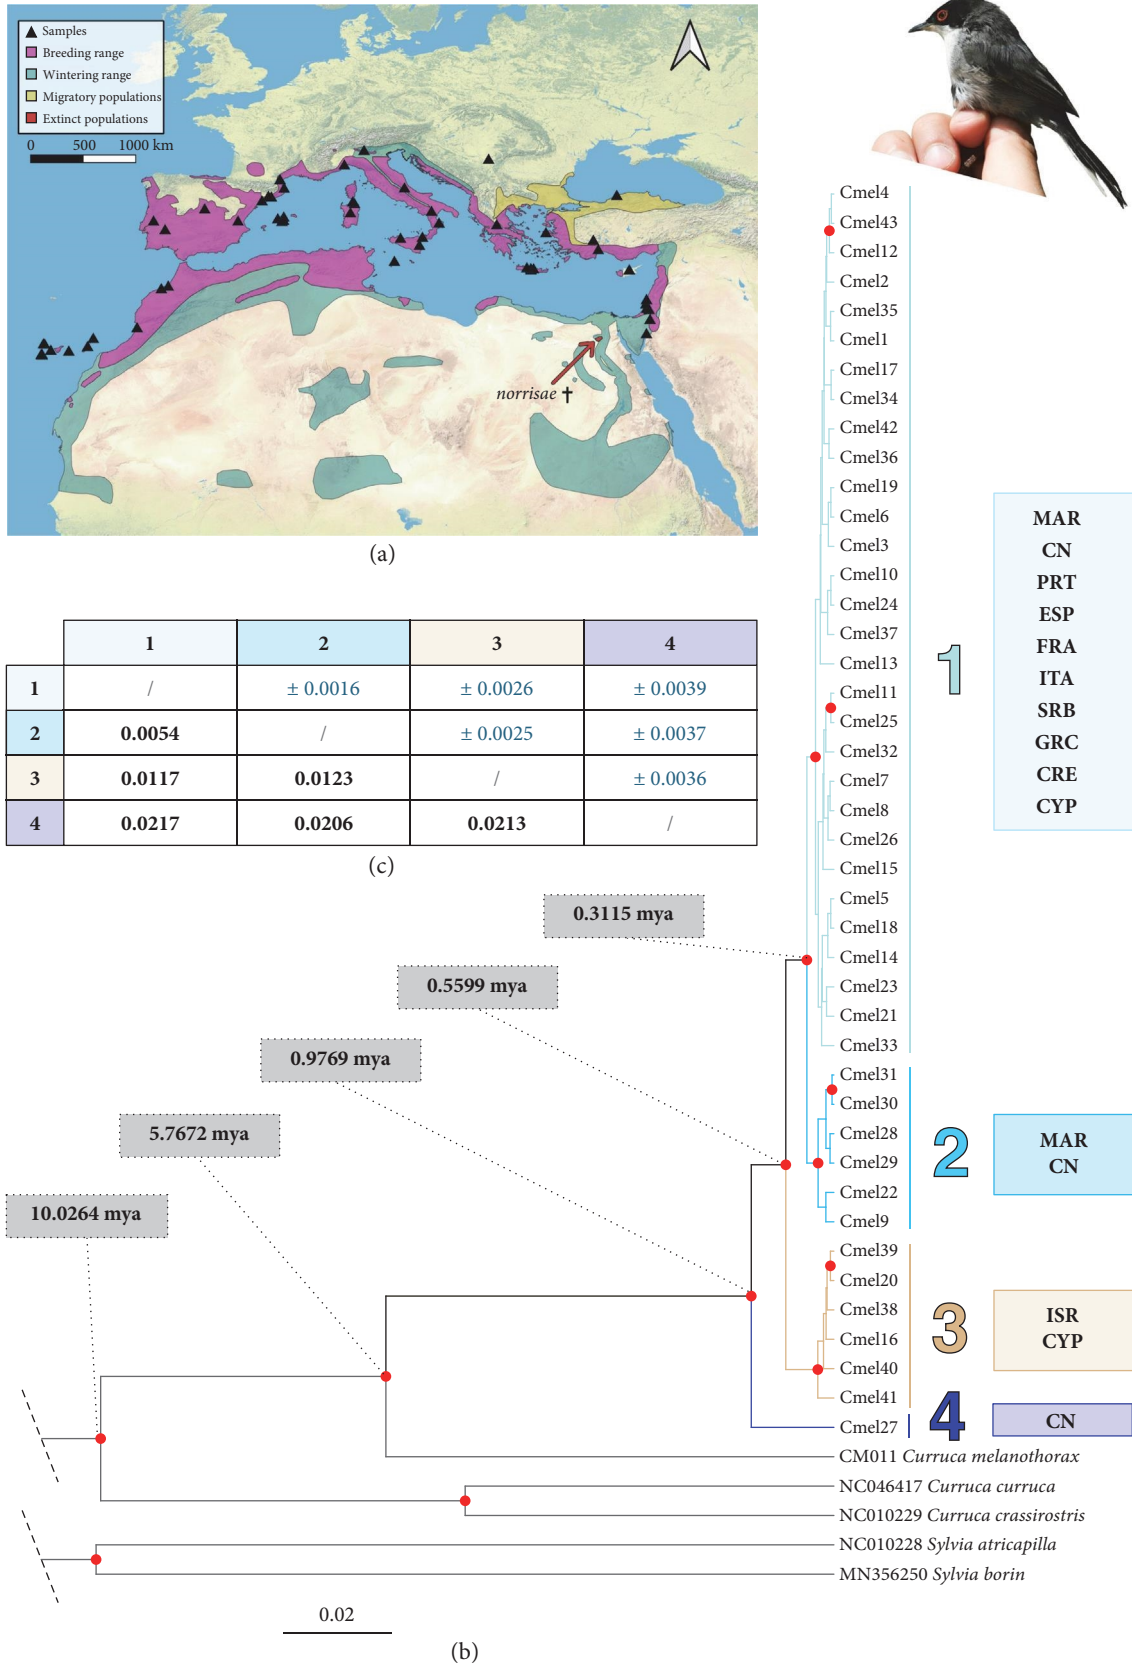 Samples
Breeding range
Wintering range
Migratory populations
Extinct populations
0 500 1000 km
norrisae †
(a)
1 2 3 4
1 / ± 0.0016 ± 0.0026 ± 0.0039
2 0.0054 / ± 0.0025 ± 0.0037
3 0.0117 0.0123 / ± 0.0036
4 0.0217 0.0206 0.0213 /
(c)
Cmel4
Cmel43
Cmel12
Cmel2
Cmel35
Cmel1
Cmel17
Cmel34
Cmel42
Cmel36
Cmel19
Cmel6
Cmel3
Cmel10
Cmel24
Cmel37
Cmel13
Cmel11
Cmel25
Cmel32
Cmel7
Cmel8
Cmel26
Cmel15
Cmel5
Cmel18
Cmel14
Cmel23
Cmel21
Cmel33
Cmel31
Cmel30
Cmel28
Cmel29
Cmel22
Cmel9
Cmel39
Cmel20
Cmel38
Cmel16
Cmel40
Cmel41
Cmel27
CM011 Curruca melanothorax
NC046417 Curruca curruca
NC010229 Curruca crassirostris
NC010228 Sylvia atricapilla
MN356250 Sylvia borin
1
MAR
CN
PRT
ESP
FRA
ITA
SRB
GRC
CRE
CYP
2
MAR
CN
3
ISR
CYP
4
CN
0.3115 mya
0.5599 mya
0.9769 mya
5.7672 mya
10.0264 mya
0.02
(b)